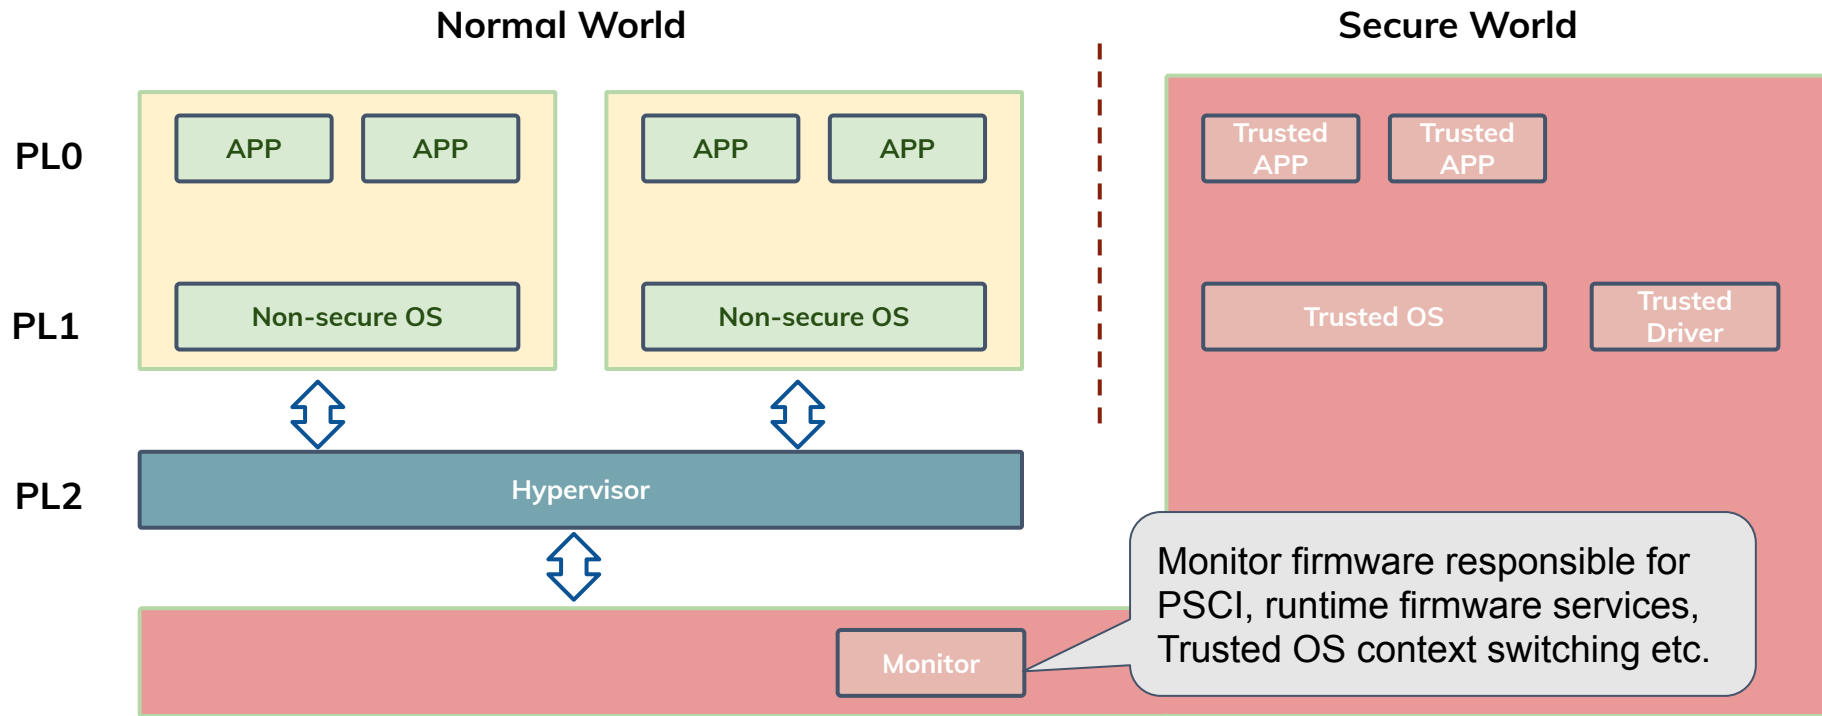 Normal World
Secure World
PL0
APP
APP
APP
APP
Trusted
APP
Trusted
APP
PL1
Non-secure OS
Non-secure OS
Trusted OS
Trusted
Driver
PL2
Hypervisor
Monitor firmware responsible for
PSCI, runtime firmware services,
Trusted OS context switching etc.
Monitor